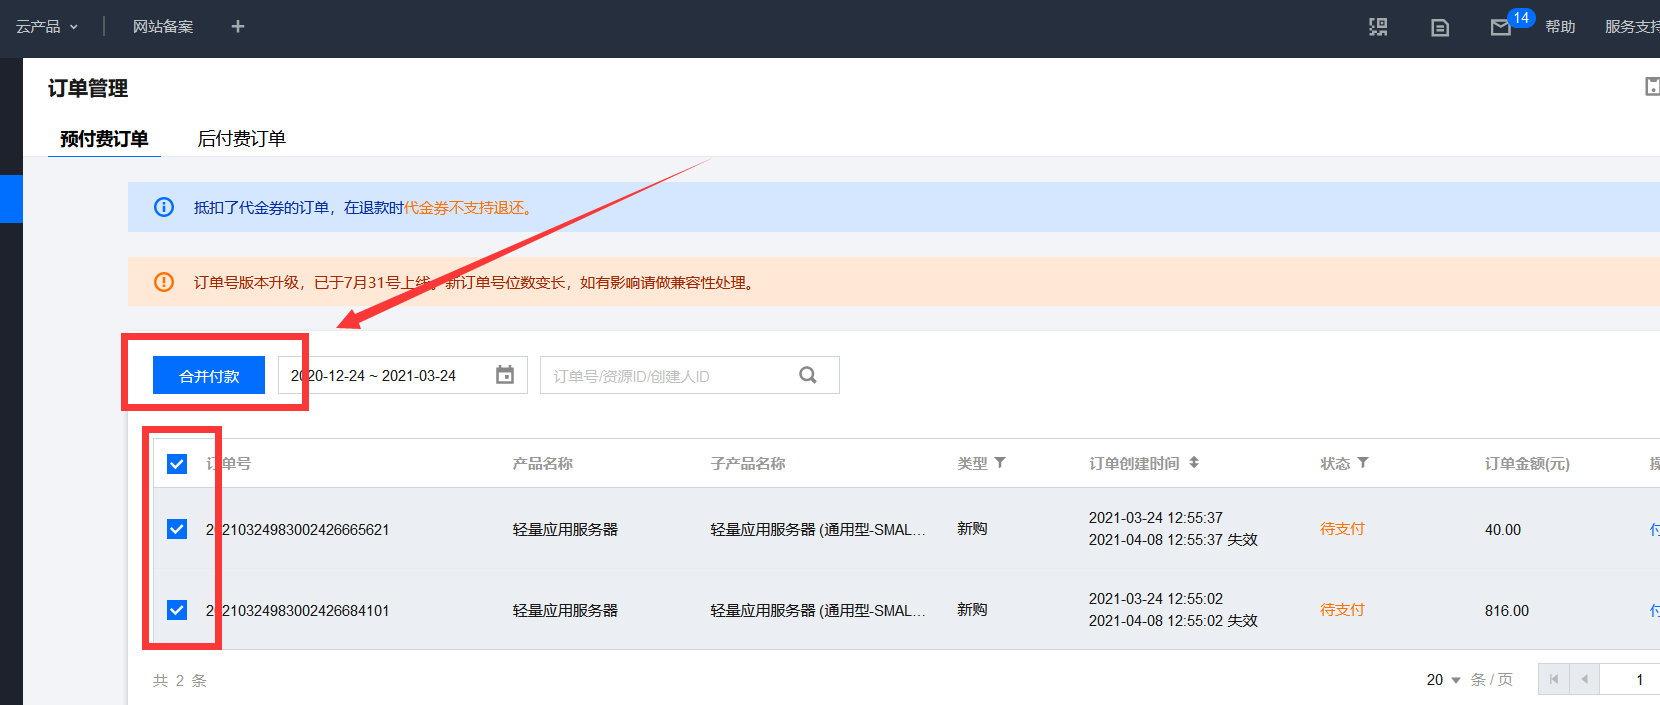 云产品 网站备案 + 14 帮助 服务支持
订单管理
预付费订单 后付费订单
抵扣了代金券的订单，在退款时代金券不支持退还。
订单号版本升级，已于7月31号上线。新订单号位数变长，如有影响请做兼容性处理。
合并付款 2020-12-24 ~ 2021-03-24 订单号/资源ID/创建人ID
订单号 产品名称 子产品名称 类型 订单创建时间 状态 订单金额(元)
20210324983002426665621 轻量应用服务器 轻量应用服务器 (通用型-SMAL... 新购 2021-03-24 12:55:37 待支付 40.00
2021-04-08 12:55:37 失效
20210324983002426684101 轻量应用服务器 轻量应用服务器 (通用型-SMAL... 新购 2021-03-24 12:55:02 待支付 816.00
2021-04-08 12:55:02 失效
共 2 条 20 条 / 页 1